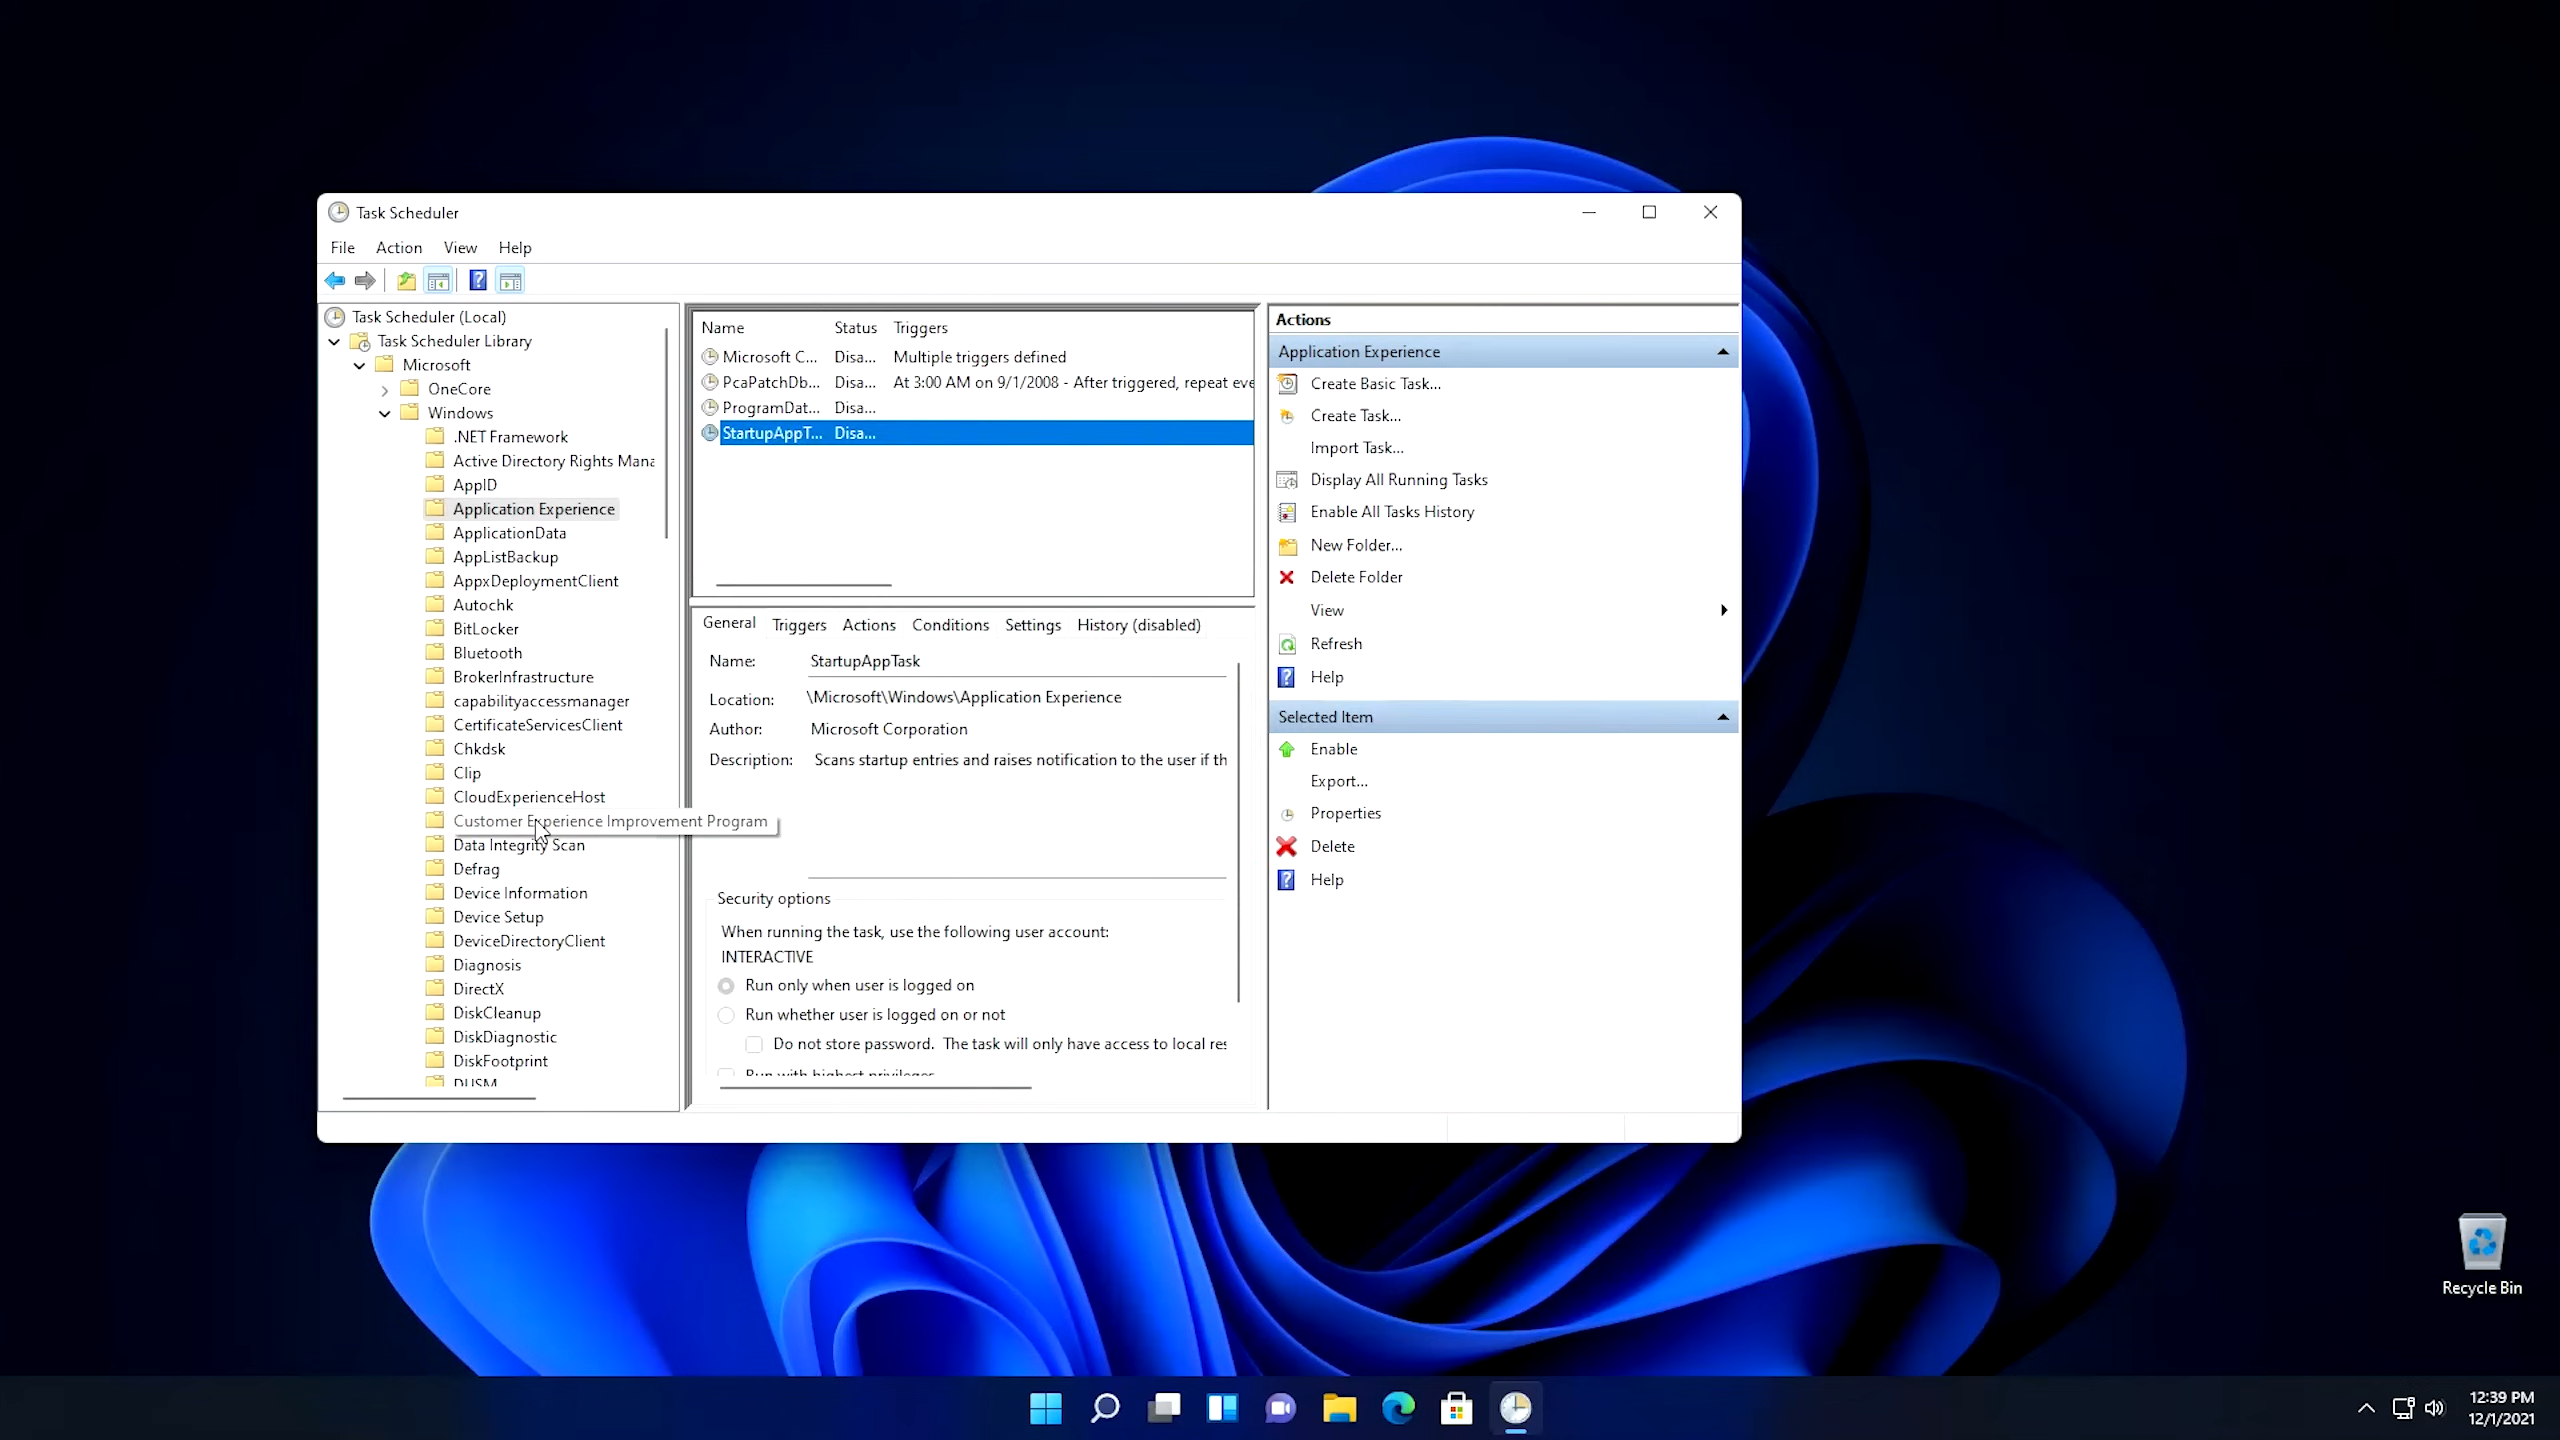 Task Scheduler
File Action View Help
Task Scheduler (Local)
Task Scheduler Library
Microsoft
OneCore
Windows
.NET Framework
Active Directory Rights Mana
AppID
Application Experience
ApplicationData
AppListBackup
AppxDeploymentClient
Autochk
BitLocker
Bluetooth
BrokerInfrastructure
capabilityaccessmanager
CertificateServicesClient
Chkdsk
Clip
CloudExperienceHost
Customer Experience Improvement Program
Data Integrity Scan
Defrag
Device Information
Device Setup
DeviceDirectoryClient
Diagnosis
DirectX
DiskCleanup
DiskDiagnostic
DiskFootprint
DUSM
Name Status Triggers
Microsoft C... Disa... Multiple triggers defined
PcaPatchDb... Disa... At 3:00 AM on 9/1/2008 - After triggered, repeat eve
ProgramDat... Disa...
StartupAppT... Disa...
General Triggers Actions Conditions Settings History (disabled)
Name: StartupAppTask
Location: \Microsoft\Windows\Application Experience
Author: Microsoft Corporation
Description: Scans startup entries and raises notification to the user if th
Security options
When running the task, use the following user account:
INTERACTIVE
Run only when user is logged on
Run whether user is logged on or not
Do not store password. The task will only have access to local res
Run with highest privileges
Actions
Application Experience
Create Basic Task...
Create Task...
Import Task...
Display All Running Tasks
Enable All Tasks History
New Folder...
Delete Folder
View
Refresh
Help
Selected Item
Enable
Export...
Properties
Delete
Help
Recycle Bin
12:39 PM
12/1/2021